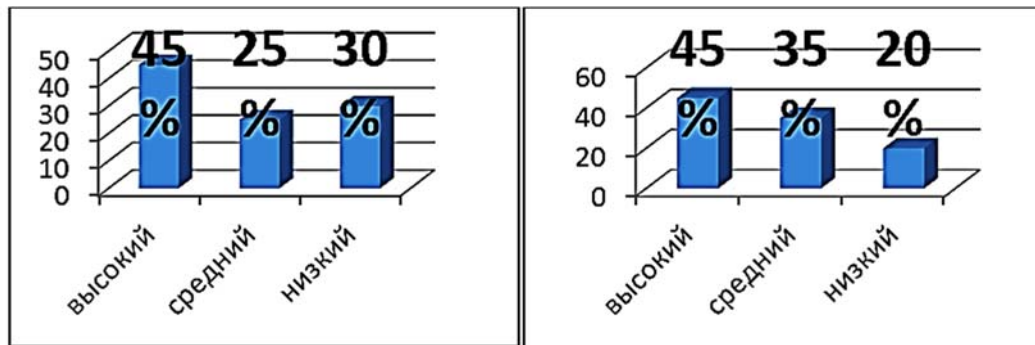 45 25 30
% % %
50
40
30
20
10
0
высокий
средний
низкий
45 35 20
% % %
60
40
20
0
высокий
средний
низкий